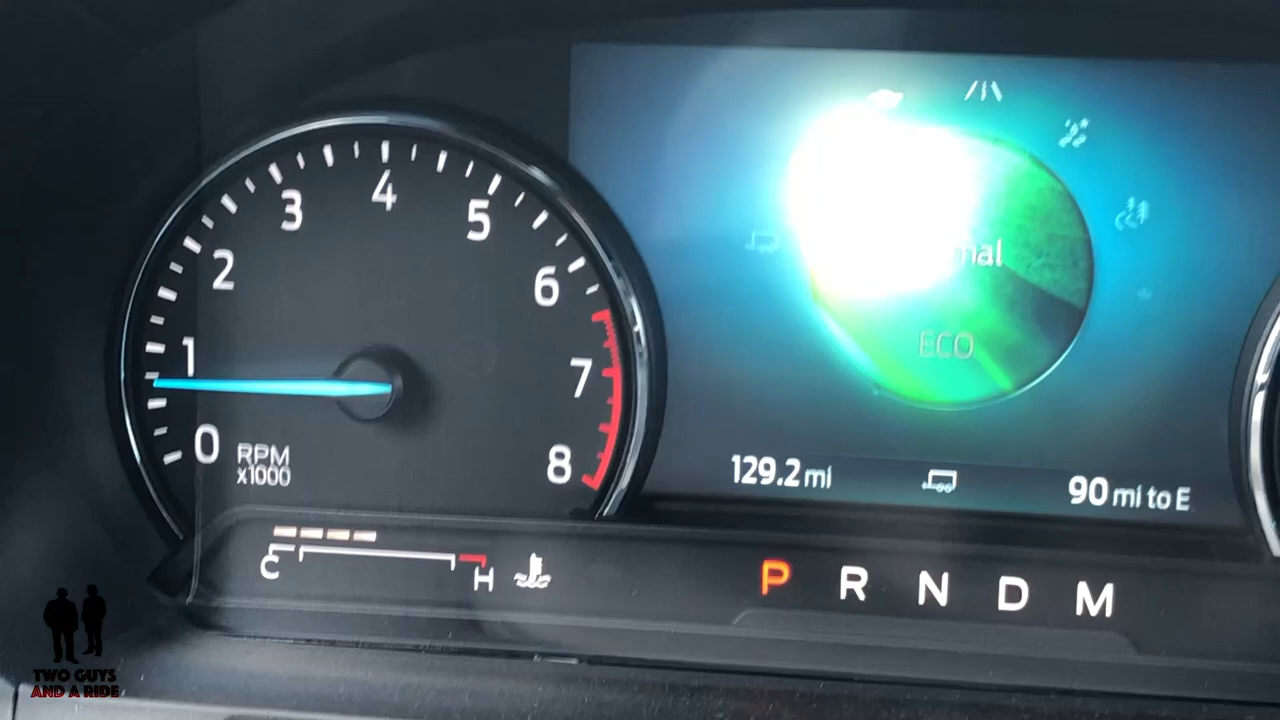 0
1
2
3
4
5
6
7
8
RPM
x1000
ECO
129.2 mi
90 mi to E
C
H
P R N D M
TWO GUYS
AND A RIDE